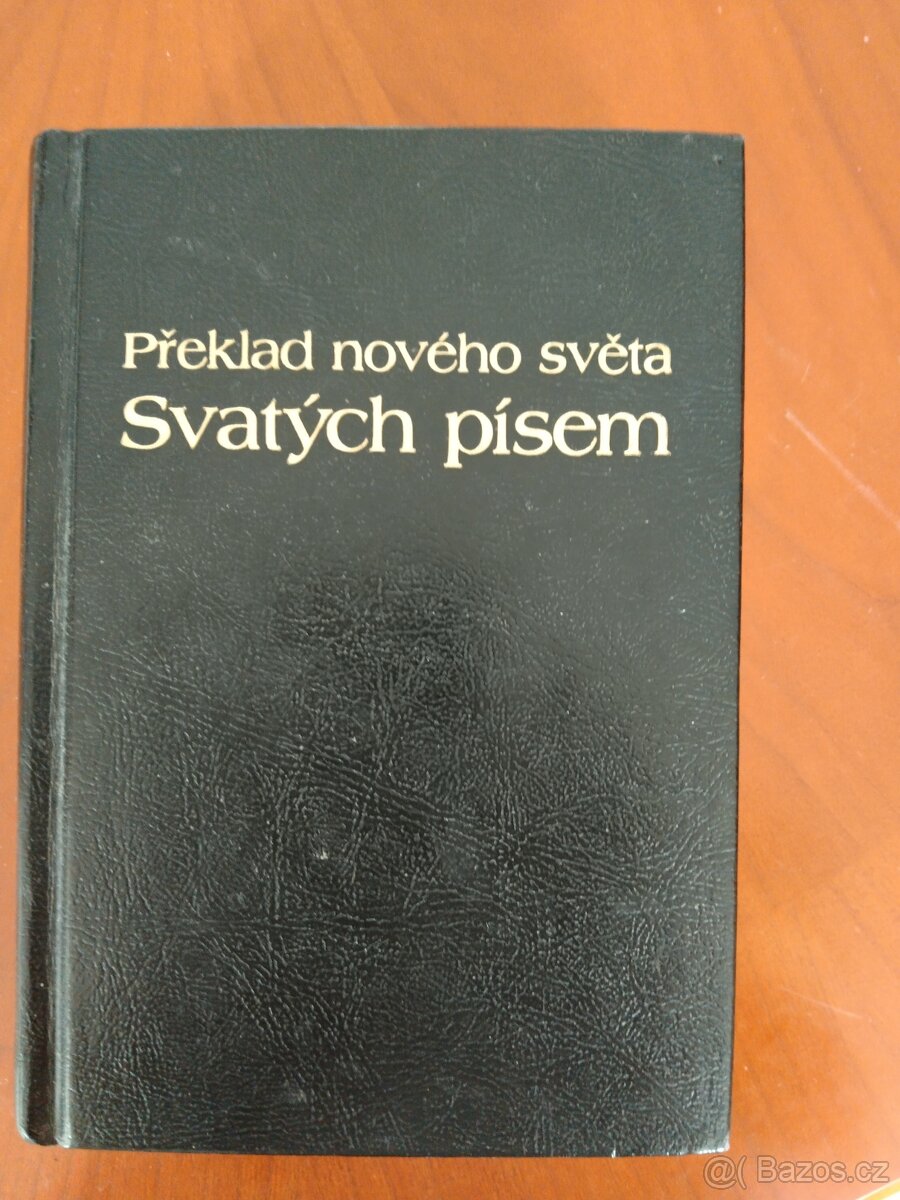 Překlad nového světa
Svatých písem
@( Bazos.cz